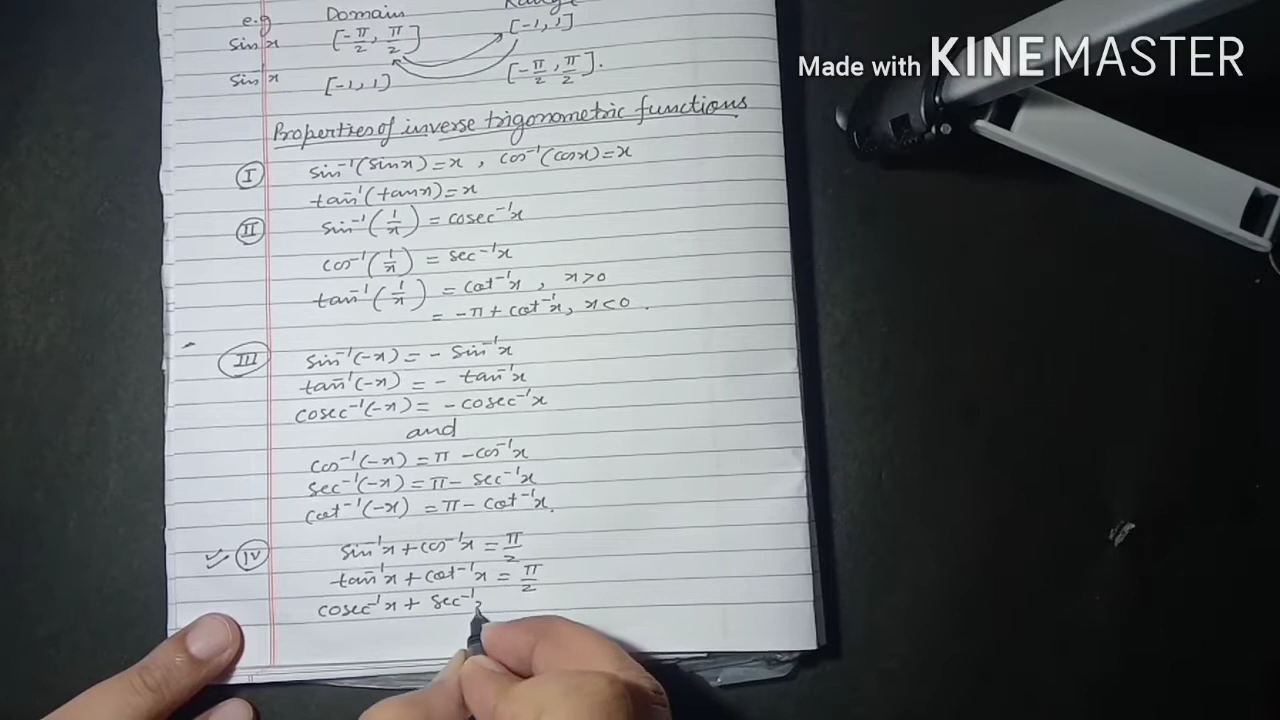 e.g Domain
sin x [-π/2, π/2] [-1, 1]
sin⁻¹x [-1, 1] [-π/2, π/2].
Made with KINEMASTER
Properties of inverse trigonometric functions
I sin⁻¹(sinx) = x , cos⁻¹(cosx) = x
tan⁻¹(tanx) = x
II sin⁻¹(1/x) = cosec⁻¹x
cos⁻¹(1/x) = sec⁻¹x
tan⁻¹(1/x) = cot⁻¹x , x>0
= -π + cot⁻¹x, x<0 .
III sin⁻¹(-x) = - sin⁻¹x
tan⁻¹(-x) = - tan⁻¹x
cosec⁻¹(-x) = - cosec⁻¹x
and
cos⁻¹(-x) = π - cos⁻¹x
sec⁻¹(-x) = π - sec⁻¹x
cot⁻¹(-x) = π - cot⁻¹x.
IV sin⁻¹x + cos⁻¹x = π/2
tan⁻¹x + cot⁻¹x = π/2
cosec⁻¹x + sec⁻¹